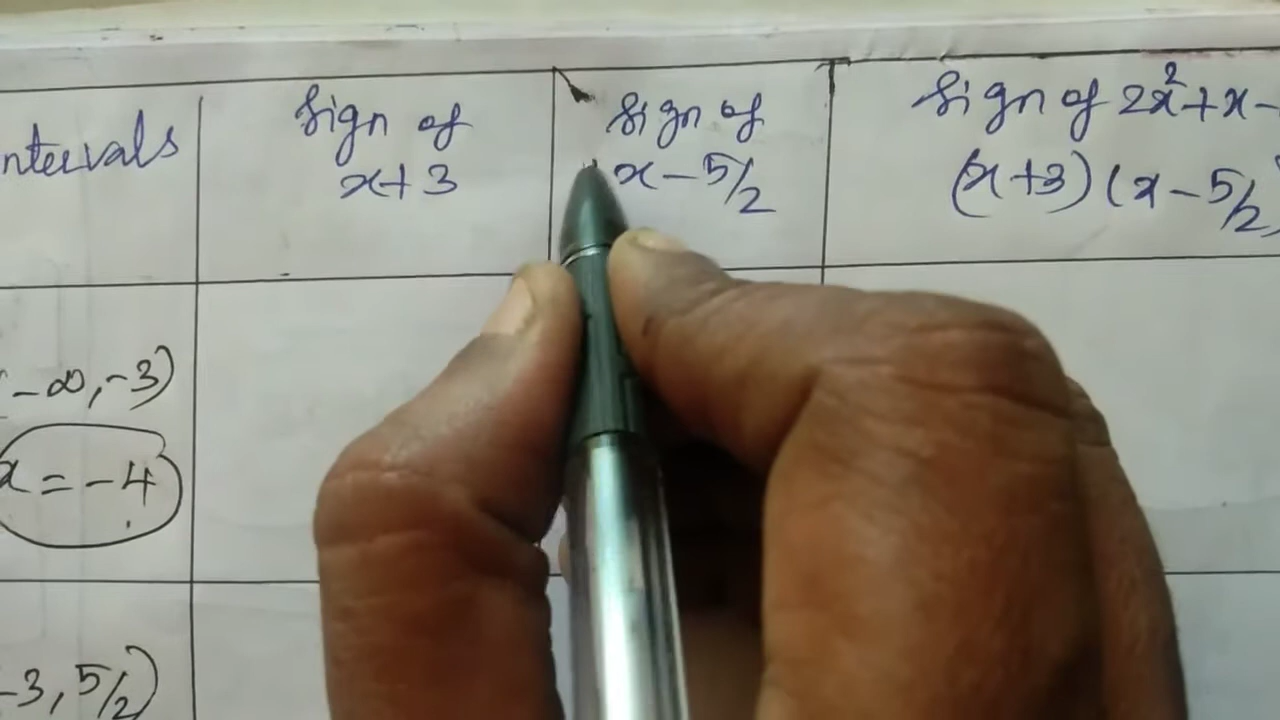 ntervals
Sign of
x+3
Sign of
x-5/2
Sign of 2x²+x-
(x+3)(x-5/2)
(-∞,-3)
x=-4
-3, 5/2)